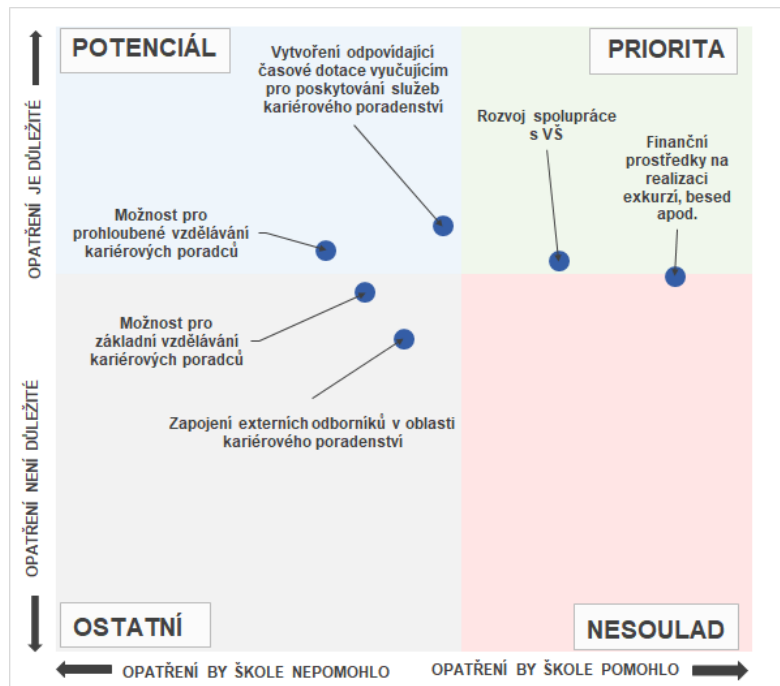 POTENCIÁL
Vytvoření odpovídající
časové dotace vyučujícím
pro poskytování služeb
kariérového poradenství
PRIORITA
Rozvoj spolupráce
s VŠ
Finanční
prostředky na
realizaci
exkurzí, besed
apod.
Možnost pro
prohloubené vzdělávání
kariérových poradců
Možnost pro
základní vzdělávání
kariérových poradců
Zapojení externích odborníků v oblasti
kariérového poradenství
OPATŘENÍ JE DŮLEŽITÉ
OPATŘENÍ NENÍ DŮLEŽITÉ
OSTATNÍ
NESOULAD
OPATŘENÍ BY ŠKOLE NEPOMOHLO
OPATŘENÍ BY ŠKOLE POMOHLO